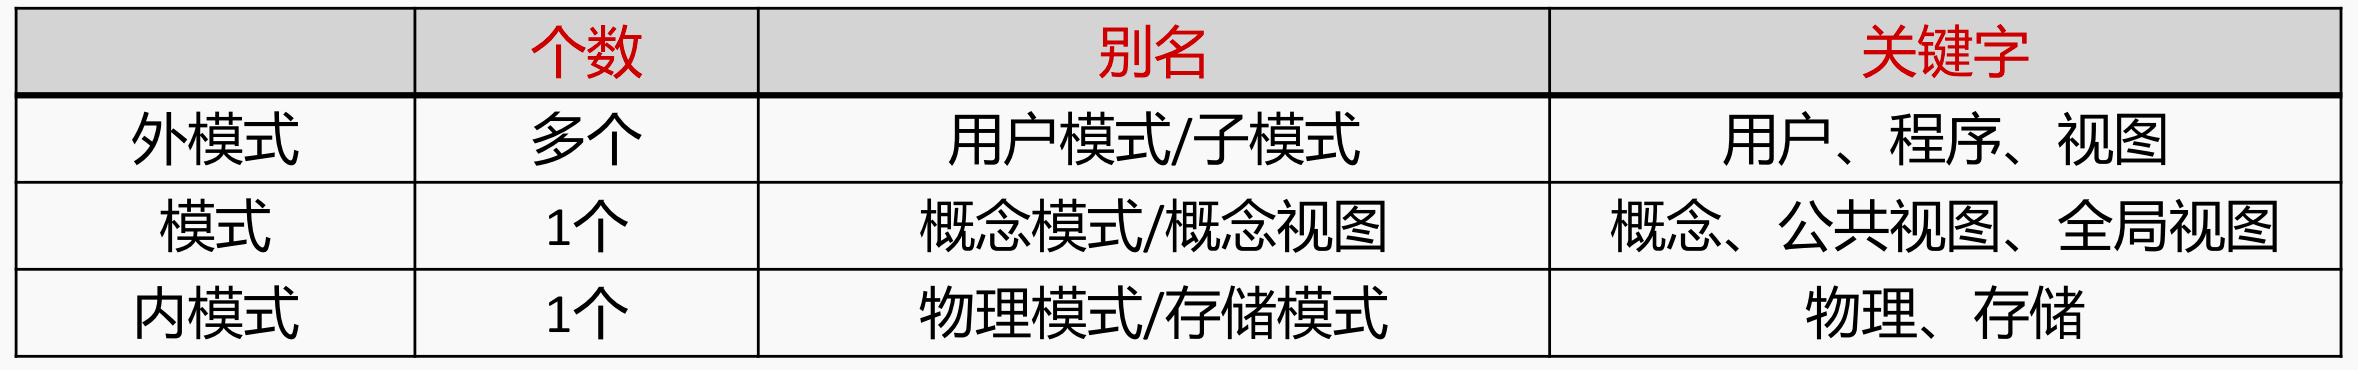 个数 别名 关键字
外模式 多个 用户模式/子模式 用户、程序、视图
模式 1个 概念模式/概念视图 概念、公共视图、全局视图
内模式 1个 物理模式/存储模式 物理、存储